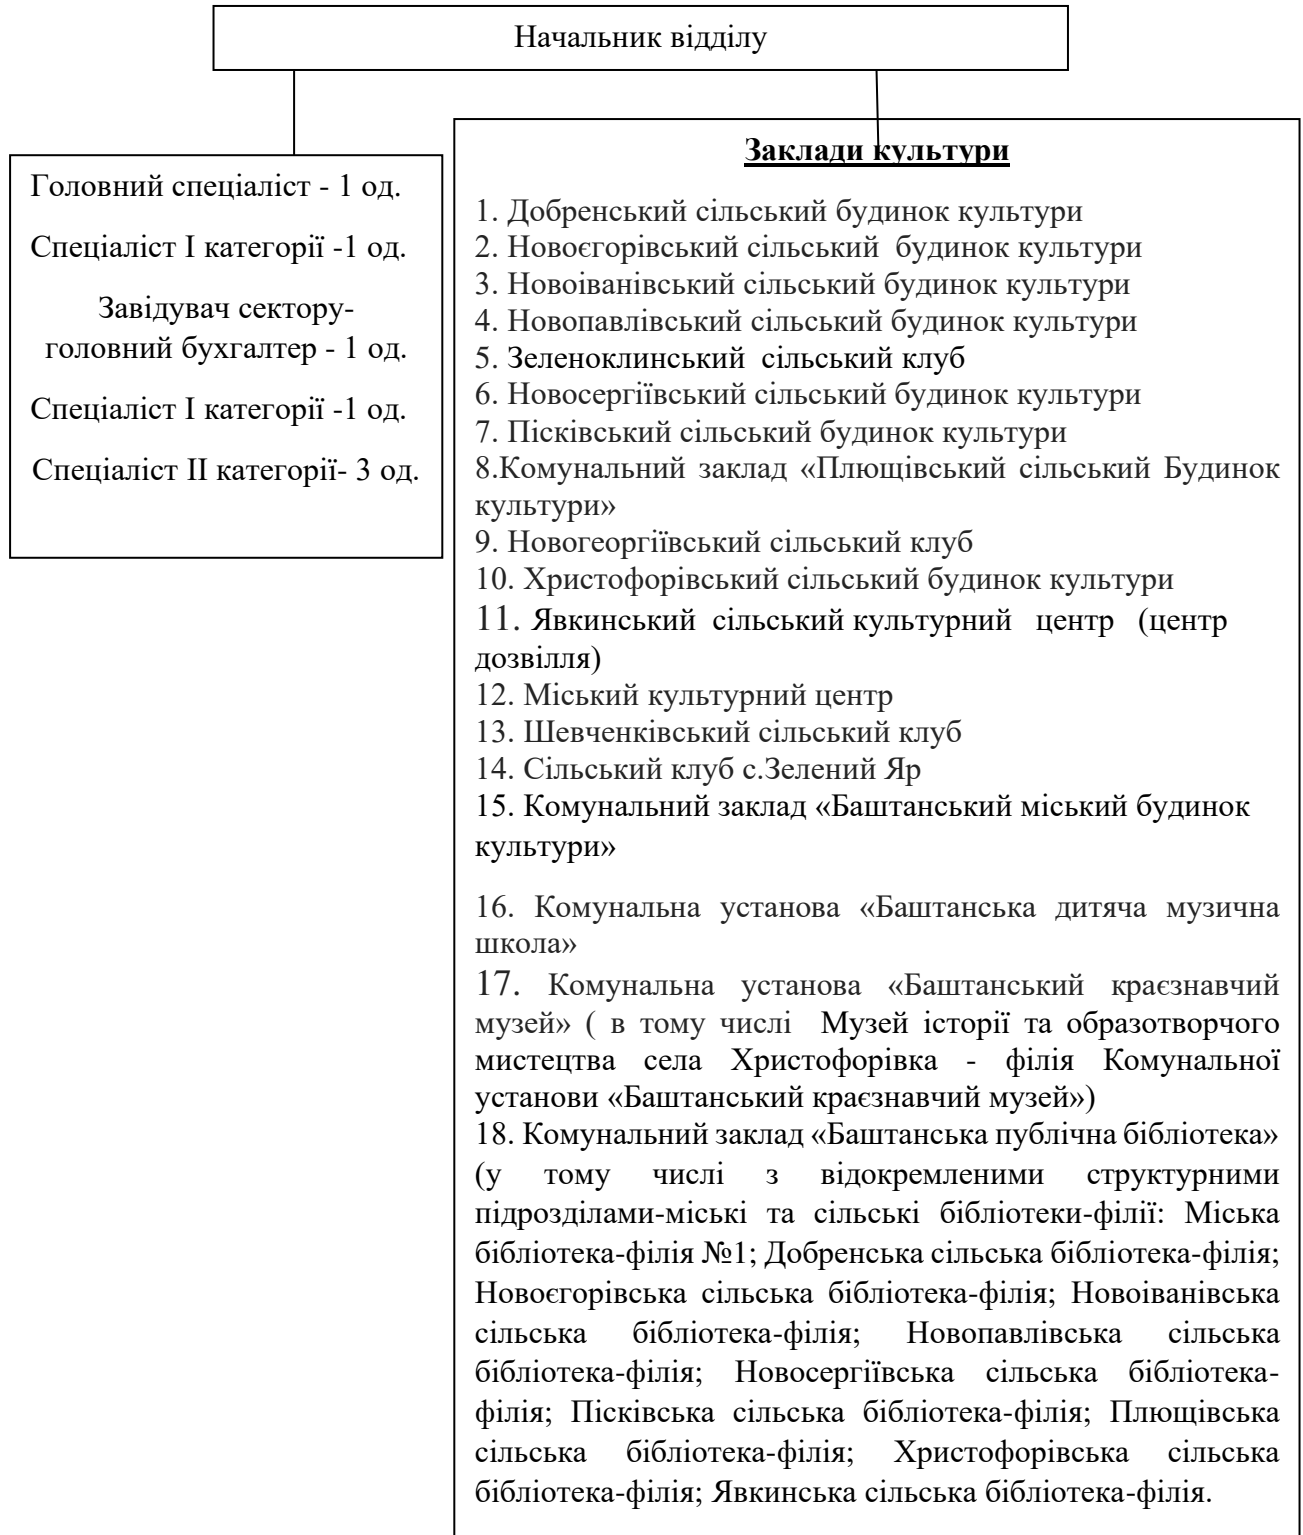 Начальник відділу
Головний спеціаліст - 1 од.
Спеціаліст І категорії -1 од.
Завідувач сектору-
головний бухгалтер - 1 од.
Спеціаліст І категорії -1 од.
Спеціаліст ІІ категорії- 3 од.
Заклади культури
1. Добренський сільський будинок культури
2. Новоєгорівський сільський будинок культури
3. Новоіванівський сільський будинок культури
4. Новопавлівський сільський будинок культури
5. Зеленоклинський сільський клуб
6. Новосергіївський сільський будинок культури
7. Пісківський сільський будинок культури
8.Комунальний заклад «Плющівський сільський Будинок
культури»
9. Новогеоргіївський сільський клуб
10. Христофорівський сільський будинок культури
11. Явкинський сільський культурний центр (центр
дозвілля)
12. Міський культурний центр
13. Шевченківський сільський клуб
14. Сільський клуб с.Зелений Яр
15. Комунальний заклад «Баштанський міський будинок
культури»
16. Комунальна установа «Баштанська дитяча музична
школа»
17. Комунальна установа «Баштанський краєзнавчий
музей» ( в тому числі Музей історії та образотворчого
мистецтва села Христофорівка - філія Комунальної
установи «Баштанський краєзнавчий музей»)
18. Комунальний заклад «Баштанська публічна бібліотека»
(у тому числі з відокремленими структурними
підрозділами-міські та сільські бібліотеки-філії: Міська
бібліотека-філія №1; Добренська сільська бібліотека-філія;
Новоєгорівська сільська бібліотека-філія; Новоіванівська
сільська бібліотека-філія; Новопавлівська сільська
бібліотека-філія; Новосергіївська сільська бібліотека-
філія; Пісківська сільська бібліотека-філія; Плющівська
сільська бібліотека-філія; Христофорівська сільська
бібліотека-філія; Явкинська сільська бібліотека-філія.